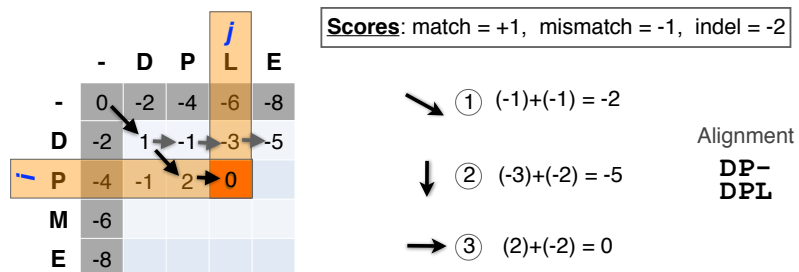 Scores: match = +1, mismatch = -1, indel = -2
j
- D P L E
- 0 -2 -4 -6 -8
D -2 1 -1 -3 -5
i P -4 -1 2 0
M -6
E -8
1 (-1)+(-1) = -2
2 (-3)+(-2) = -5
3 (2)+(-2) = 0
Alignment
DP-
DPL